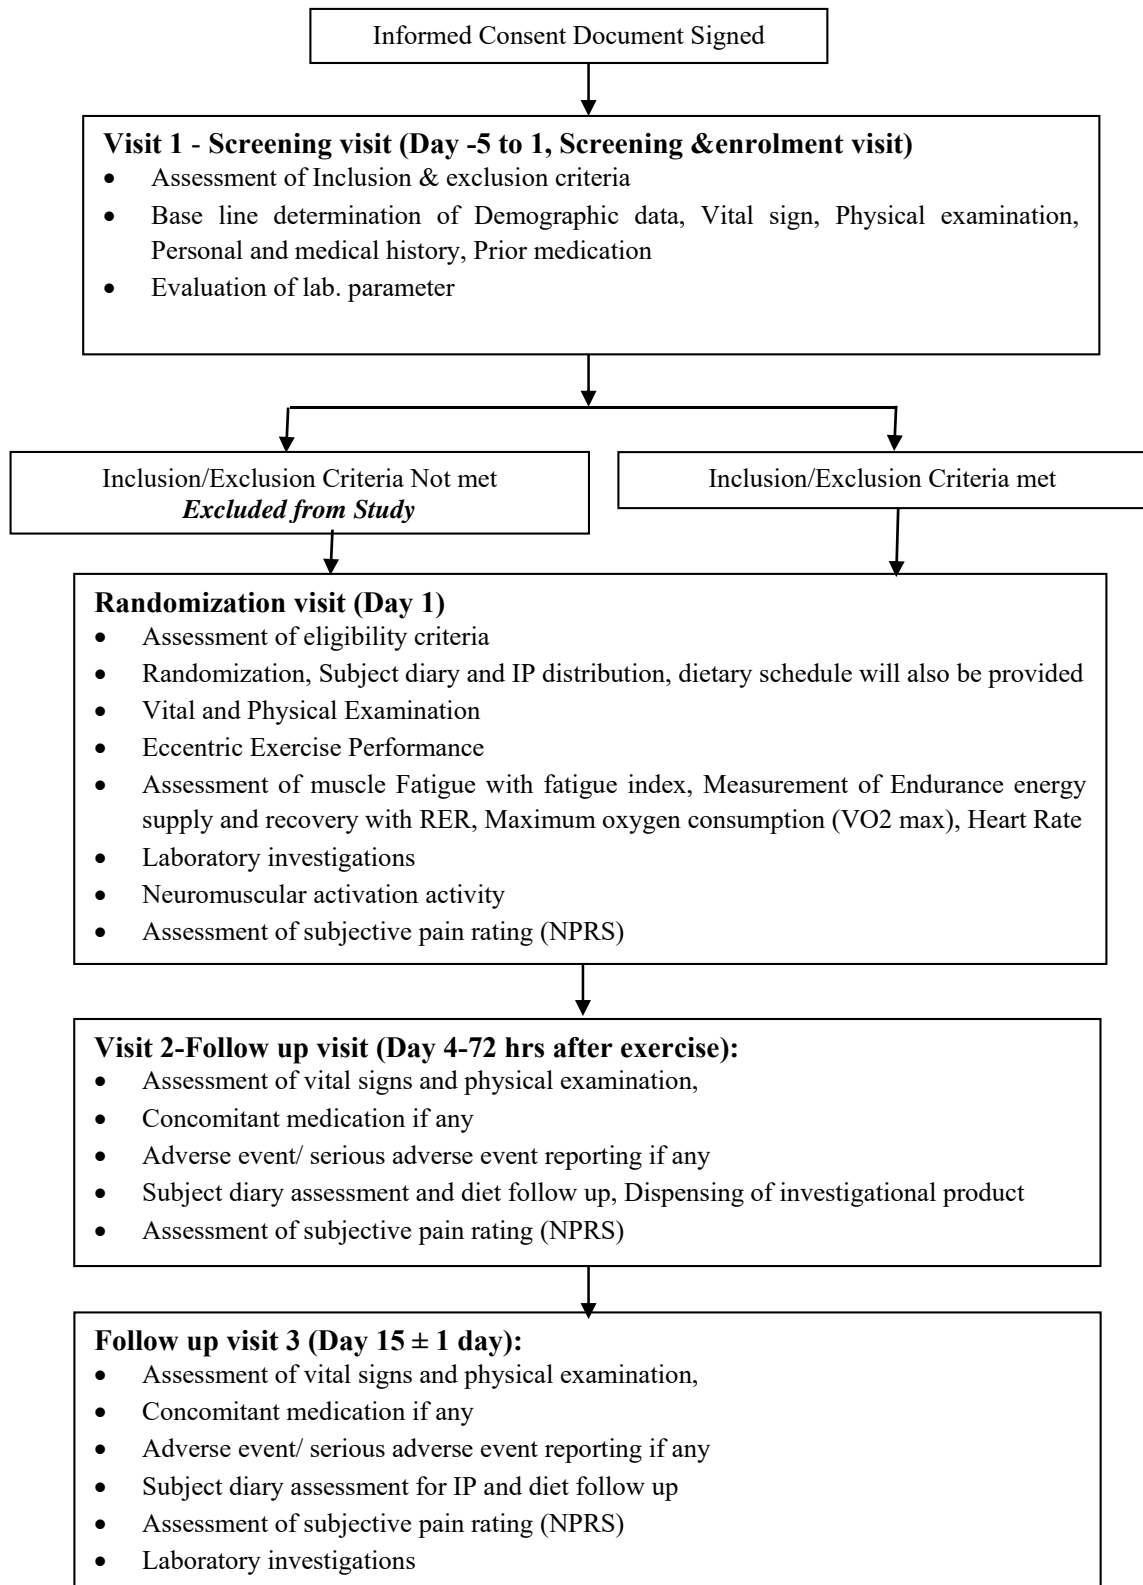 Informed Consent Document Signed
Visit 1 - Screening visit (Day -5 to 1, Screening &enrolment visit)
• Assessment of Inclusion & exclusion criteria
• Base line determination of Demographic data, Vital sign, Physical examination,
Personal and medical history, Prior medication
• Evaluation of lab. parameter
Inclusion/Exclusion Criteria Not met
Excluded from Study
Inclusion/Exclusion Criteria met
Randomization visit (Day 1)
• Assessment of eligibility criteria
• Randomization, Subject diary and IP distribution, dietary schedule will also be provided
• Vital and Physical Examination
• Eccentric Exercise Performance
• Assessment of muscle Fatigue with fatigue index, Measurement of Endurance energy
supply and recovery with RER, Maximum oxygen consumption (VO2 max), Heart Rate
• Laboratory investigations
• Neuromuscular activation activity
• Assessment of subjective pain rating (NPRS)
Visit 2-Follow up visit (Day 4-72 hrs after exercise):
• Assessment of vital signs and physical examination,
• Concomitant medication if any
• Adverse event/ serious adverse event reporting if any
• Subject diary assessment and diet follow up, Dispensing of investigational product
• Assessment of subjective pain rating (NPRS)
Follow up visit 3 (Day 15 ± 1 day):
• Assessment of vital signs and physical examination,
• Concomitant medication if any
• Adverse event/ serious adverse event reporting if any
• Subject diary assessment for IP and diet follow up
• Assessment of subjective pain rating (NPRS)
• Laboratory investigations